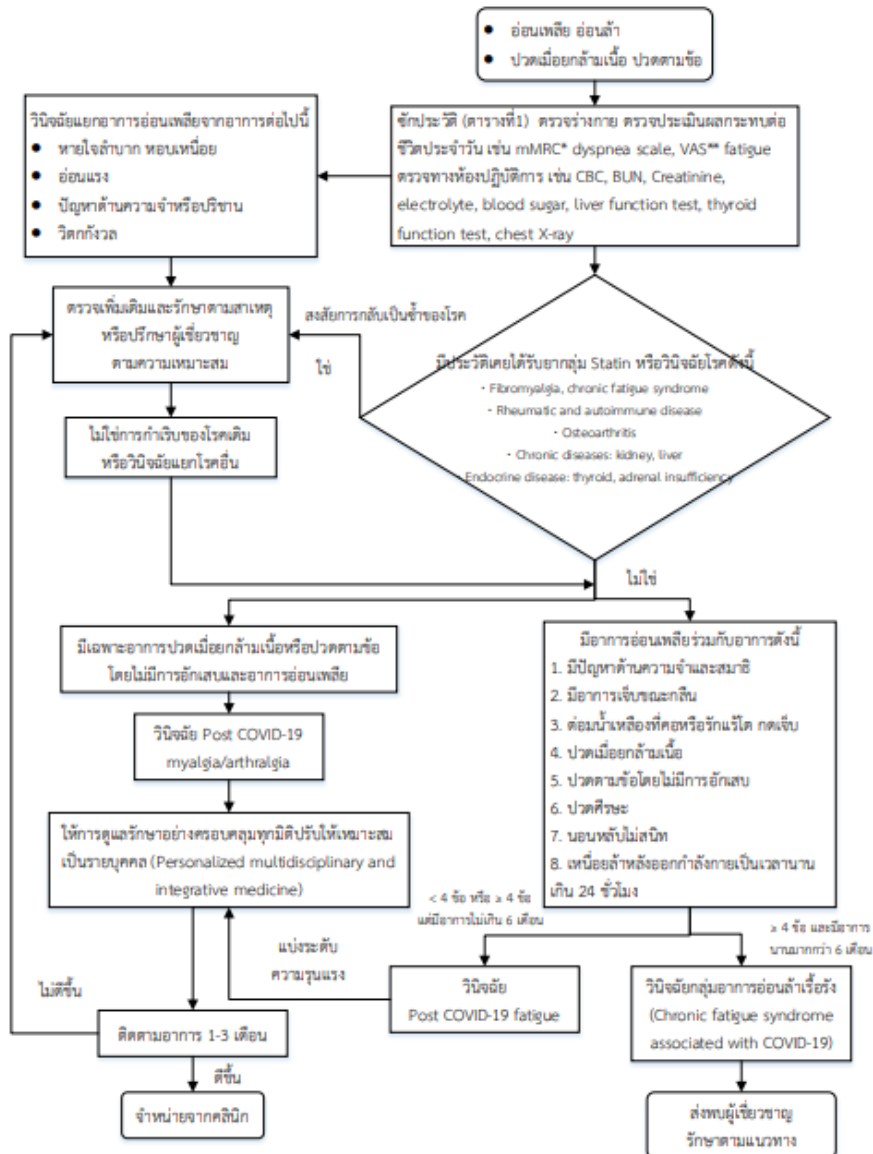 ● อ่อนเพลีย อ่อนล้า
● ปวดเมื่อยกล้ามเนื้อ ปวดตามข้อ
ซักประวัติ (ตารางที่1) ตรวจร่างกาย ตรวจประเมินผลกระทบต่อ
ชีวิตประจำวัน เช่น mMRC* dyspnea scale, VAS** fatigue
ตรวจทางห้องปฏิบัติการ เช่น CBC, BUN, Creatinine,
electrolyte, blood sugar, liver function test, thyroid
function test, chest X-ray
วินิจฉัยแยกอาการอ่อนเพลียจากอาการต่อไปนี้
● หายใจลำบาก หอบเหนื่อย
● อ่อนแรง
● ปัญหาด้านความจำหรือปริชาน
● วิตกกังวล
ตรวจเพิ่มเติมและรักษาตามสาเหตุ
หรือปรึกษาผู้เชี่ยวชาญ
ตามความเหมาะสม
สงสัยการกลับเป็นซ้ำของโรค
ใช่
มีประวัติเคยได้รับยากลุ่ม Statin หรือวินิจฉัยโรคดังนี้
- Fibromyalgia, chronic fatigue syndrome
- Rheumatic and autoimmune disease
- Osteoarthritis
- Chronic diseases: kidney, liver
- Endocrine disease: thyroid, adrenal insufficiency
ไม่ใช่การกำเริบของโรคเดิม
หรือวินิจฉัยแยกโรคอื่น
ไม่ใช่
มีเฉพาะอาการปวดเมื่อยกล้ามเนื้อหรือปวดตามข้อ
โดยไม่มีการอักเสบและอาการอ่อนเพลีย
วินิจฉัย Post COVID-19
myalgia/arthralgia
ให้การดูแลรักษาอย่างครอบคลุมทุกมิติปรับให้เหมาะสม
เป็นรายบุคคล (Personalized multidisciplinary and
integrative medicine)
มีอาการอ่อนเพลียร่วมกับอาการดังนี้
1. มีปัญหาด้านความจำและสมาธิ
2. มีอาการเจ็บขณะกลืน
3. ต่อมน้ำเหลืองที่คอหรือรักแร้โต กดเจ็บ
4. ปวดเมื่อยกล้ามเนื้อ
5. ปวดตามข้อโดยไม่มีการอักเสบ
6. ปวดศีรษะ
7. นอนหลับไม่สนิท
8. เหนื่อยล้าหลังออกกำลังกายเป็นเวลานาน
เกิน 24 ชั่วโมง
< 4 ข้อ หรือ ≥ 4 ข้อ
แต่มีอาการไม่เกิน 6 เดือน
≥ 4 ข้อ และมีอาการ
นานมากกว่า 6 เดือน
แบ่งระดับ
ความรุนแรง
วินิจฉัย
Post COVID-19 fatigue
วินิจฉัยกลุ่มอาการอ่อนล้าเรื้อรัง
(Chronic fatigue syndrome
associated with COVID-19)
ไม่ดีขึ้น
ติดตามอาการ 1-3 เดือน
ดีขึ้น
จำหน่ายจากคลินิก
ส่งพบผู้เชี่ยวชาญ
รักษาตามแนวทาง